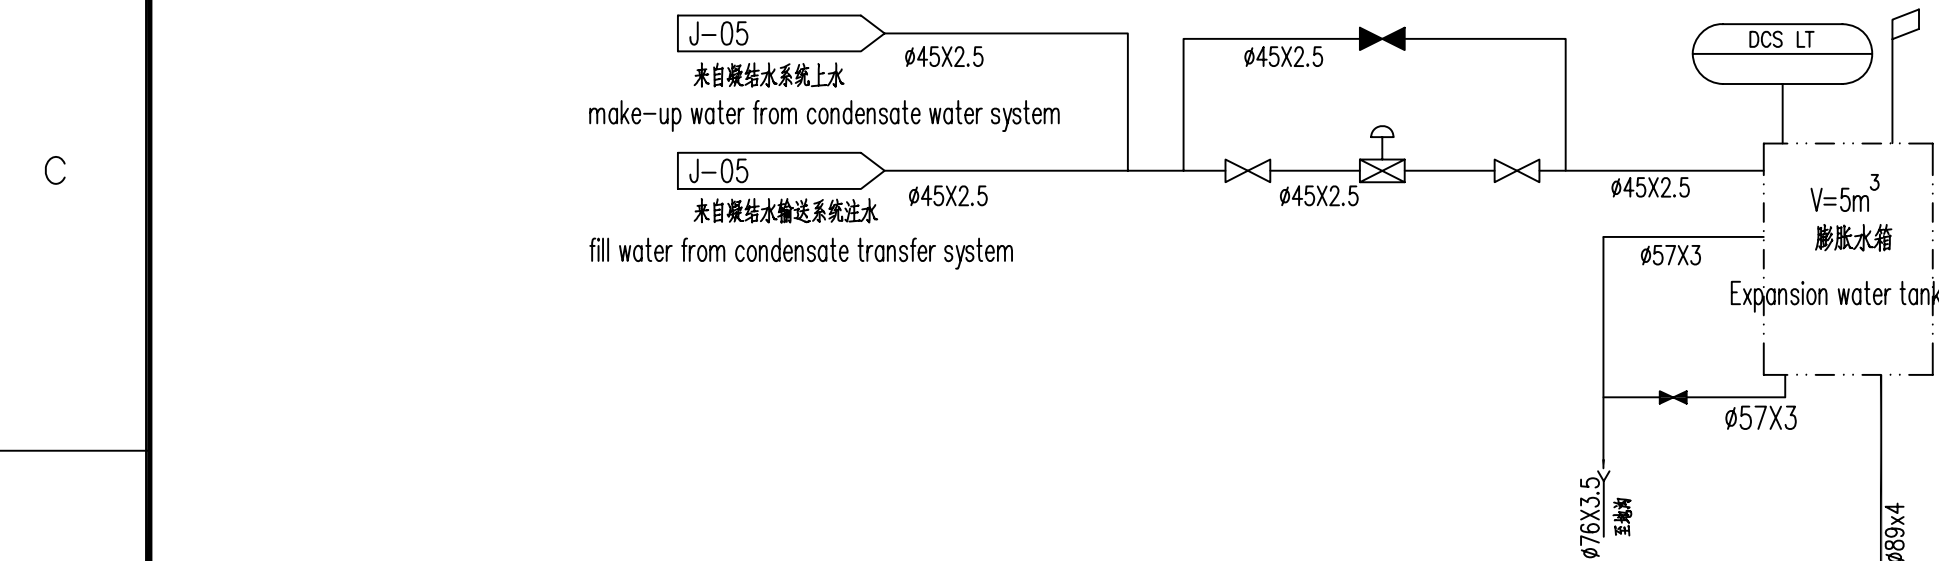 J-05
ø45X2.5
来自凝结水系统上水
make-up water from condensate water system
J-05
ø45X2.5
来自凝结水输送系统注水
fill water from condensate transfer system
ø45X2.5
ø45X2.5
ø45X2.5
DCS LT
V=5m³
膨胀水箱
Expansion water tank
ø57X3
ø57X3
ø76X3.5
至地沟
ø89x4
C